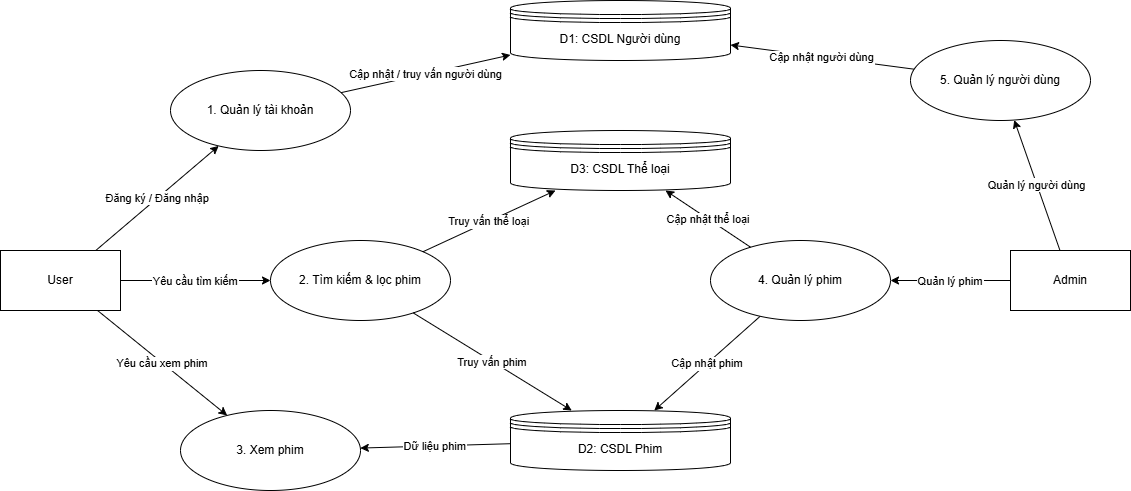 D1: CSDL Người dùng
Cập nhật / truy vấn người dùng
Cập nhật người dùng
5. Quản lý người dùng
1. Quản lý tài khoản
D3: CSDL Thể loại
Đăng ký / Đăng nhập
Quản lý người dùng
Truy vấn thể loại
Cập nhật thể loại
User
Yêu cầu tìm kiếm
2. Tìm kiếm & lọc phim
4. Quản lý phim
Quản lý phim
Admin
Yêu cầu xem phim
Truy vấn phim
Cập nhật phim
3. Xem phim
Dữ liệu phim
D2: CSDL Phim